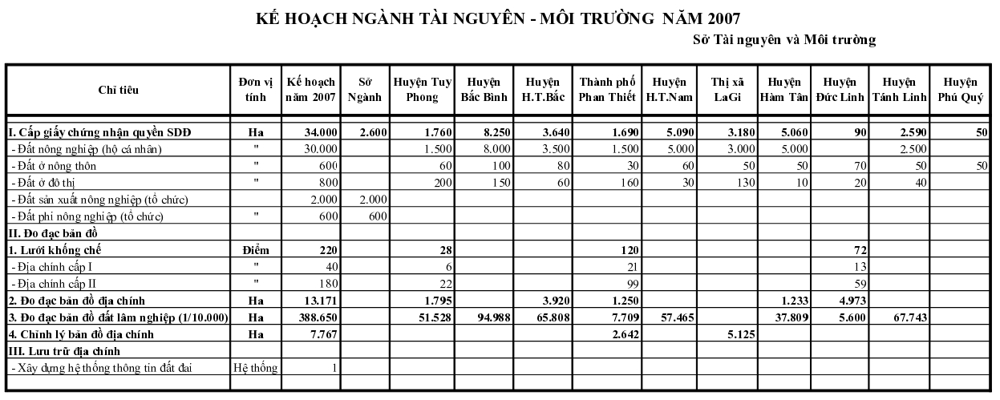 KẾ HOẠCH NGÀNH TÀI NGUYÊN - MÔI TRƯỜNG NĂM 2007
Sở Tài nguyên và Môi trường
Chỉ tiêu Đơn vị tính Kế hoạch năm 2007 Sở Ngành Huyện Tuy Phong Huyện Bắc Bình Huyện H.T.Bắc Thành phố Phan Thiết Huyện H.T.Nam Thị xã LaGi Huyện Hàm Tân Huyện Đức Linh Huyện Tánh Linh Huyện Phú Quý
I. Cấp giấy chứng nhận quyền SDĐ Ha 34.000 2.600 1.760 8.250 3.640 1.690 5.090 3.180 5.060 90 2.590 50
- Đất nông nghiệp (hộ cá nhân) " 30.000 1.500 8.000 3.500 1.500 5.000 3.000 5.000 2.500
- Đất ở nông thôn " 600 60 100 80 30 60 50 50 70 50 50
- Đất ở đô thị " 800 200 150 60 160 30 130 10 20 40
- Đất sản xuất nông nghiệp (tổ chức) 2.000 2.000
- Đất phi nông nghiệp (tổ chức) " 600 600
II. Đo đạc bản đồ
1. Lưới khống chế Điểm 220 28 120 72
- Địa chính cấp I " 40 6 21 13
- Địa chính cấp II " 180 22 99 59
2. Đo đạc bản đồ địa chính Ha 13.171 1.795 3.920 1.250 1.233 4.973
3. Đo đạc bản đồ đất lâm nghiệp (1/10.000) Ha 388.650 51.528 94.988 65.808 7.709 57.465 37.809 5.600 67.743
4. Chỉnh lý bản đồ địa chính Ha 7.767 2.642 5.125
III. Lưu trữ địa chính
- Xây dựng hệ thống thông tin đất đai Hệ thống 1